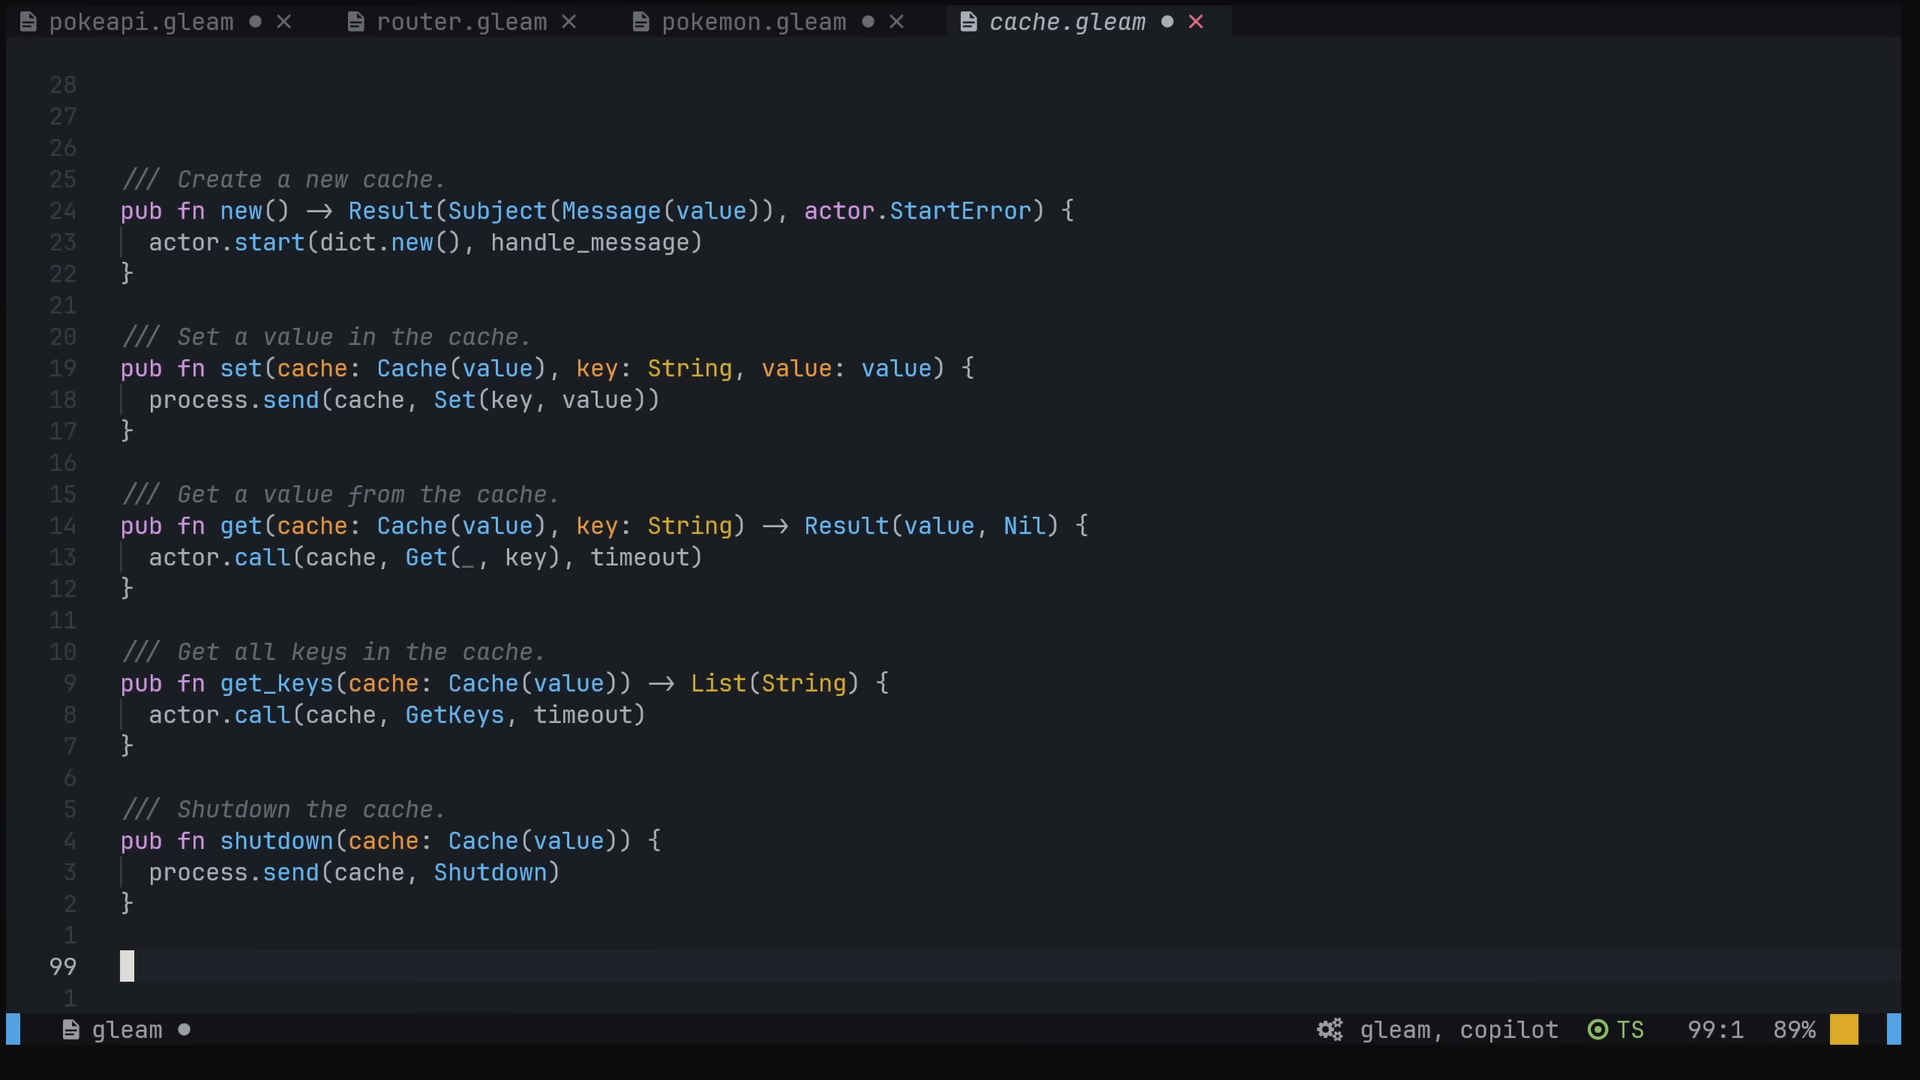 pokeapi.gleam ● × router.gleam × pokemon.gleam ● × cache.gleam ● ×
28
27
26
25 /// Create a new cache.
24 pub fn new() -> Result(Subject(Message(value)), actor.StartError) {
23   actor.start(dict.new(), handle_message)
22 }
21
20 /// Set a value in the cache.
19 pub fn set(cache: Cache(value), key: String, value: value) {
18   process.send(cache, Set(key, value))
17 }
16
15 /// Get a value from the cache.
14 pub fn get(cache: Cache(value), key: String) -> Result(value, Nil) {
13   actor.call(cache, Get(_, key), timeout)
12 }
11
10 /// Get all keys in the cache.
9 pub fn get_keys(cache: Cache(value)) -> List(String) {
8   actor.call(cache, GetKeys, timeout)
7 }
6
5 /// Shutdown the cache.
4 pub fn shutdown(cache: Cache(value)) {
3   process.send(cache, Shutdown)
2 }
1
99
1
gleam ● gleam, copilot TS 99:1 89%